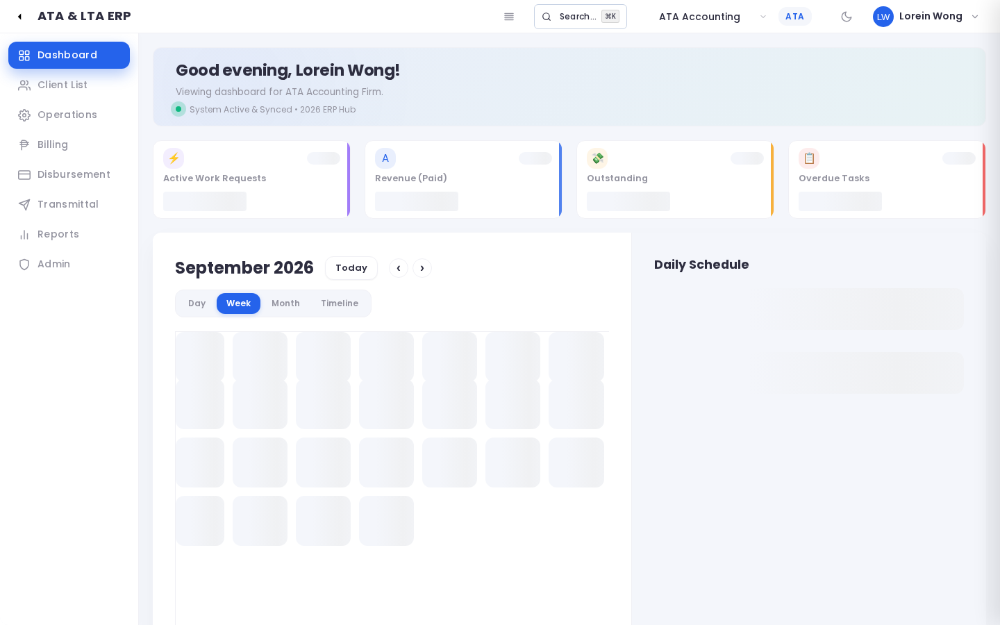 ATA & LTA ERP
Search...
⌘K
ATA Accounting
ATA
LW
Lorein Wong
Dashboard
Client List
Operations
Billing
Disbursement
Transmittal
Reports
Admin
Good evening, Lorein Wong!
Viewing dashboard for ATA Accounting Firm.
System Active & Synced • 2026 ERP Hub
Active Work Requests
A
Revenue (Paid)
Outstanding
Overdue Tasks
September 2026
Today
‹
›
Day
Week
Month
Timeline
Daily Schedule